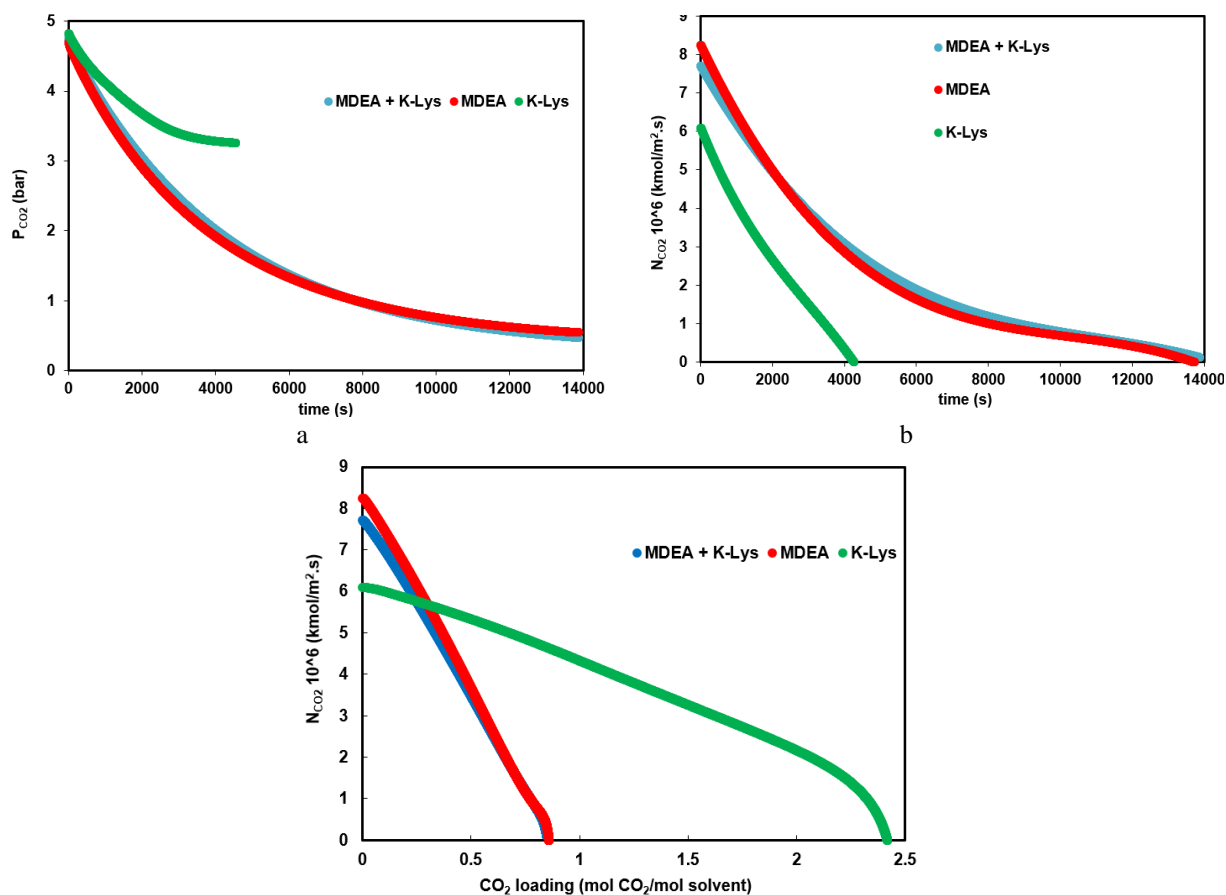 5
4
3
2
1
0
P_CO2 (bar)
MDEA + K-Lys MDEA K-Lys
0 2000 4000 6000 8000 10000 12000 14000
time (s)
a
9
8
7
6
5
4
3
2
1
0
N_CO2 10^6 (kmol/m².s)
MDEA + K-Lys
MDEA
K-Lys
0 2000 4000 6000 8000 10000 12000 14000
time (s)
b
9
8
7
6
5
4
3
2
1
0
N_CO2 10^6 (kmol/m².s)
MDEA + K-Lys MDEA K-Lys
0 0.5 1 1.5 2 2.5
CO₂ loading (mol CO₂/mol solvent)